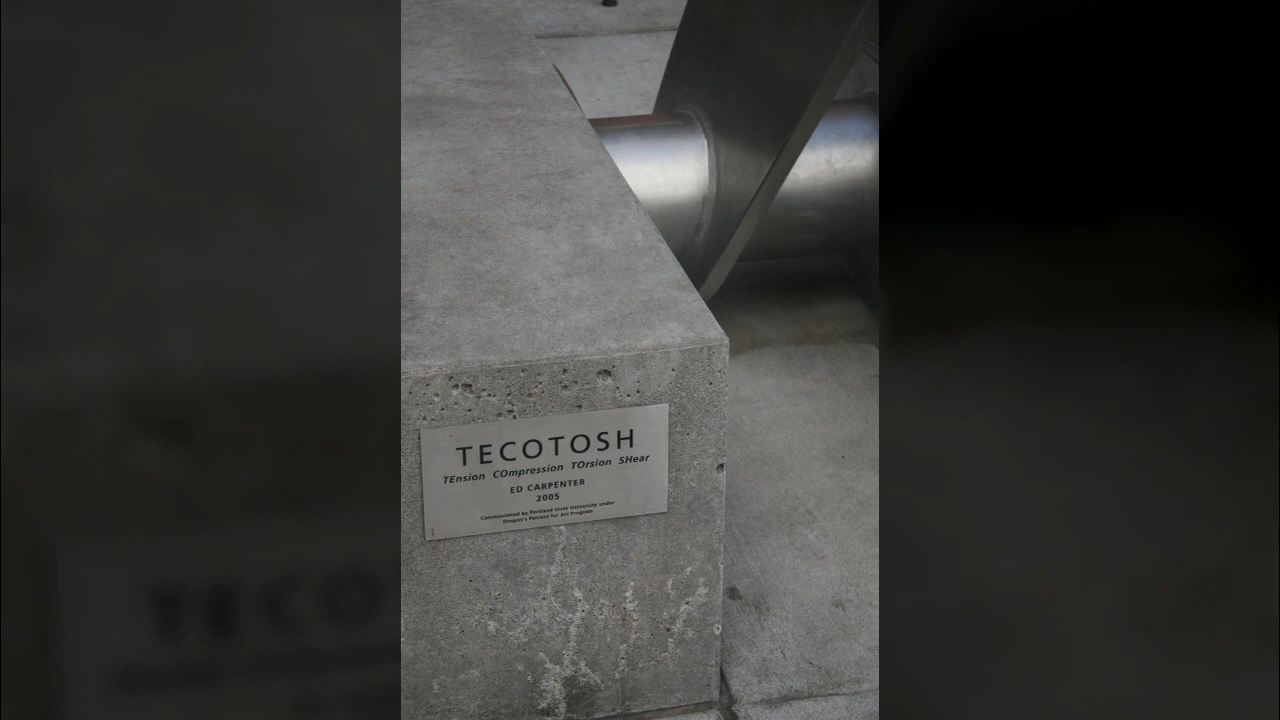 TECOTOSH
TEnsion COmpression TOrsion SHear
ED CARPENTER
2005
Commissioned by Portland State University under
Oregon's Percent for Art Program